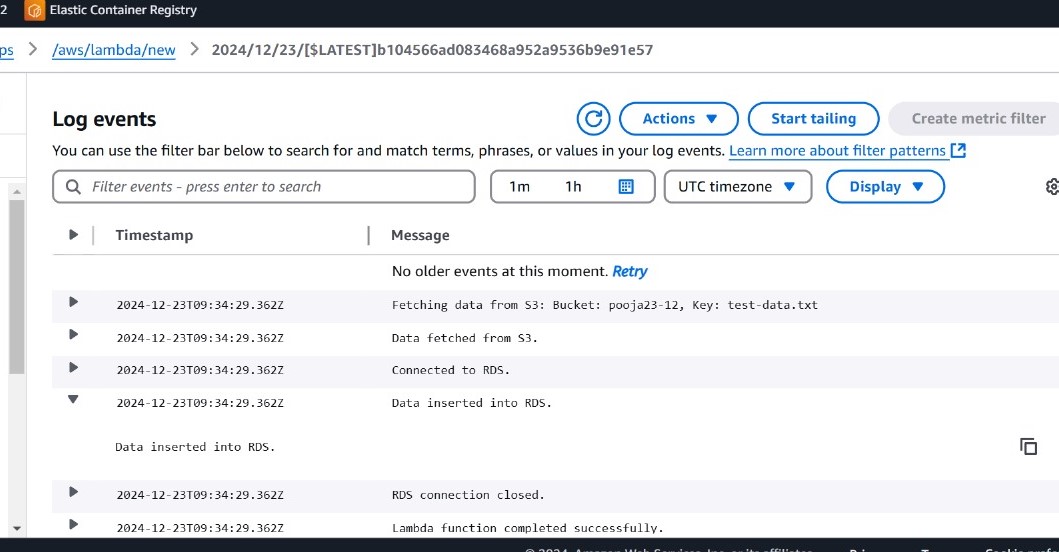 2 Elastic Container Registry
ps > /aws/lambda/new > 2024/12/23/[$LATEST]b104566ad083468a952a9536b9e91e57
Log events
Actions Start tailing Create metric filter
You can use the filter bar below to search for and match terms, phrases, or values in your log events. Learn more about filter patterns
Filter events - press enter to search 1m 1h UTC timezone Display
Timestamp Message
No older events at this moment. Retry
2024-12-23T09:34:29.362Z Fetching data from S3: Bucket: pooja23-12, Key: test-data.txt
2024-12-23T09:34:29.362Z Data fetched from S3.
2024-12-23T09:34:29.362Z Connected to RDS.
2024-12-23T09:34:29.362Z Data inserted into RDS.
Data inserted into RDS.
2024-12-23T09:34:29.362Z RDS connection closed.
2024-12-23T09:34:29.362Z Lambda function completed successfully.
© 2024, Amazon Web Services, Inc. or its affiliates.